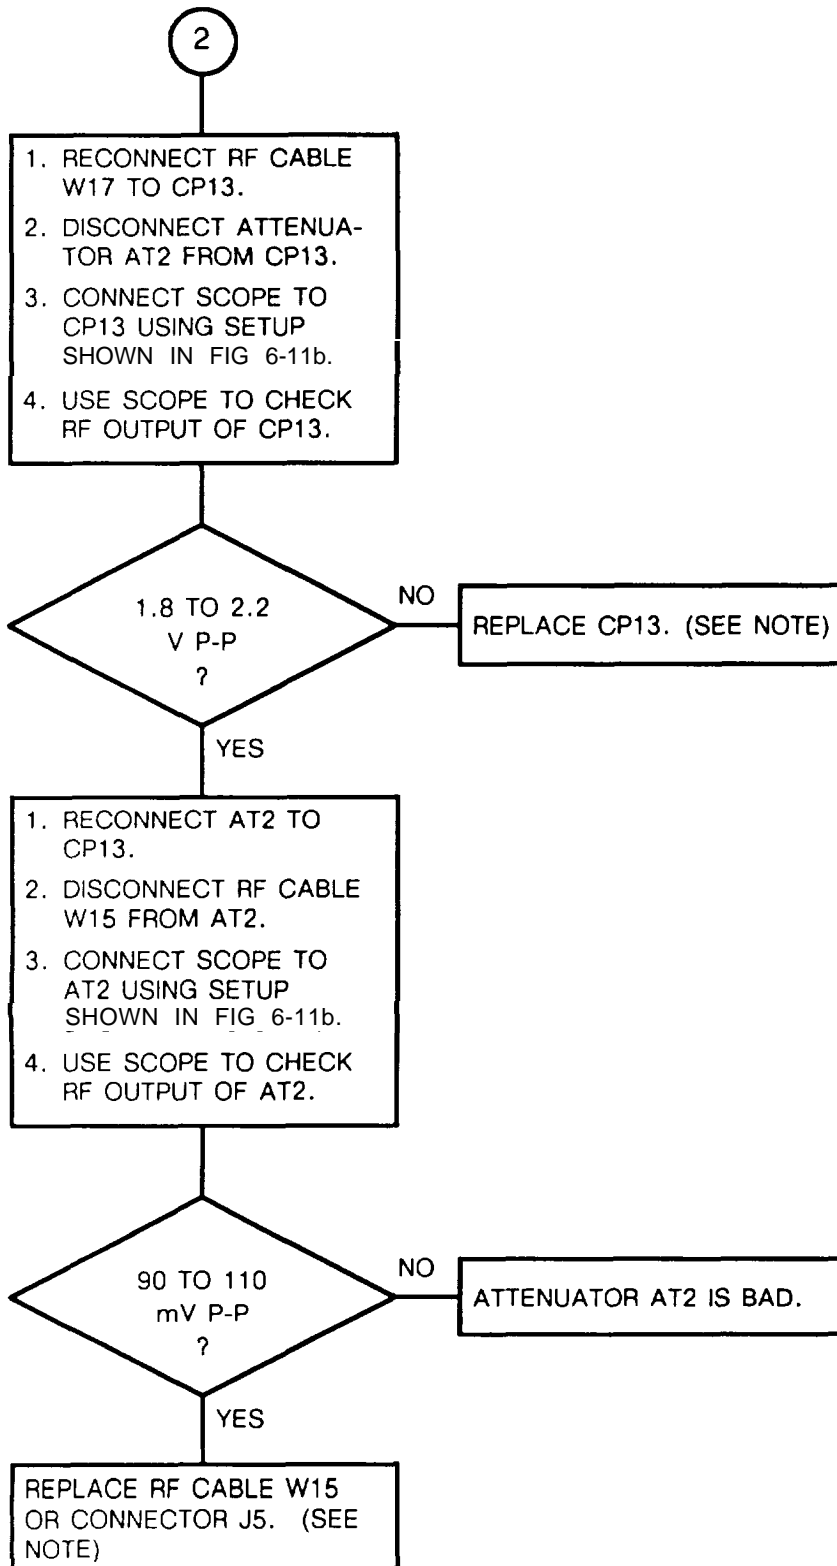 2
1. RECONNECT RF CABLE
W17 TO CP13.
2. DISCONNECT ATTENUA-
TOR AT2 FROM CP13.
3. CONNECT SCOPE TO
CP13 USING SETUP
SHOWN IN FIG 6-11b.
4. USE SCOPE TO CHECK
RF OUTPUT OF CP13.
1.8 TO 2.2
V P-P
?
NO
REPLACE CP13. (SEE NOTE)
YES
1. RECONNECT AT2 TO
CP13.
2. DISCONNECT RF CABLE
W15 FROM AT2.
3. CONNECT SCOPE TO
AT2 USING SETUP
SHOWN IN FIG 6-11b.
4. USE SCOPE TO CHECK
RF OUTPUT OF AT2.
90 TO 110
mV P-P
?
NO
ATTENUATOR AT2 IS BAD.
YES
REPLACE RF CABLE W15
OR CONNECTOR J5. (SEE
NOTE)